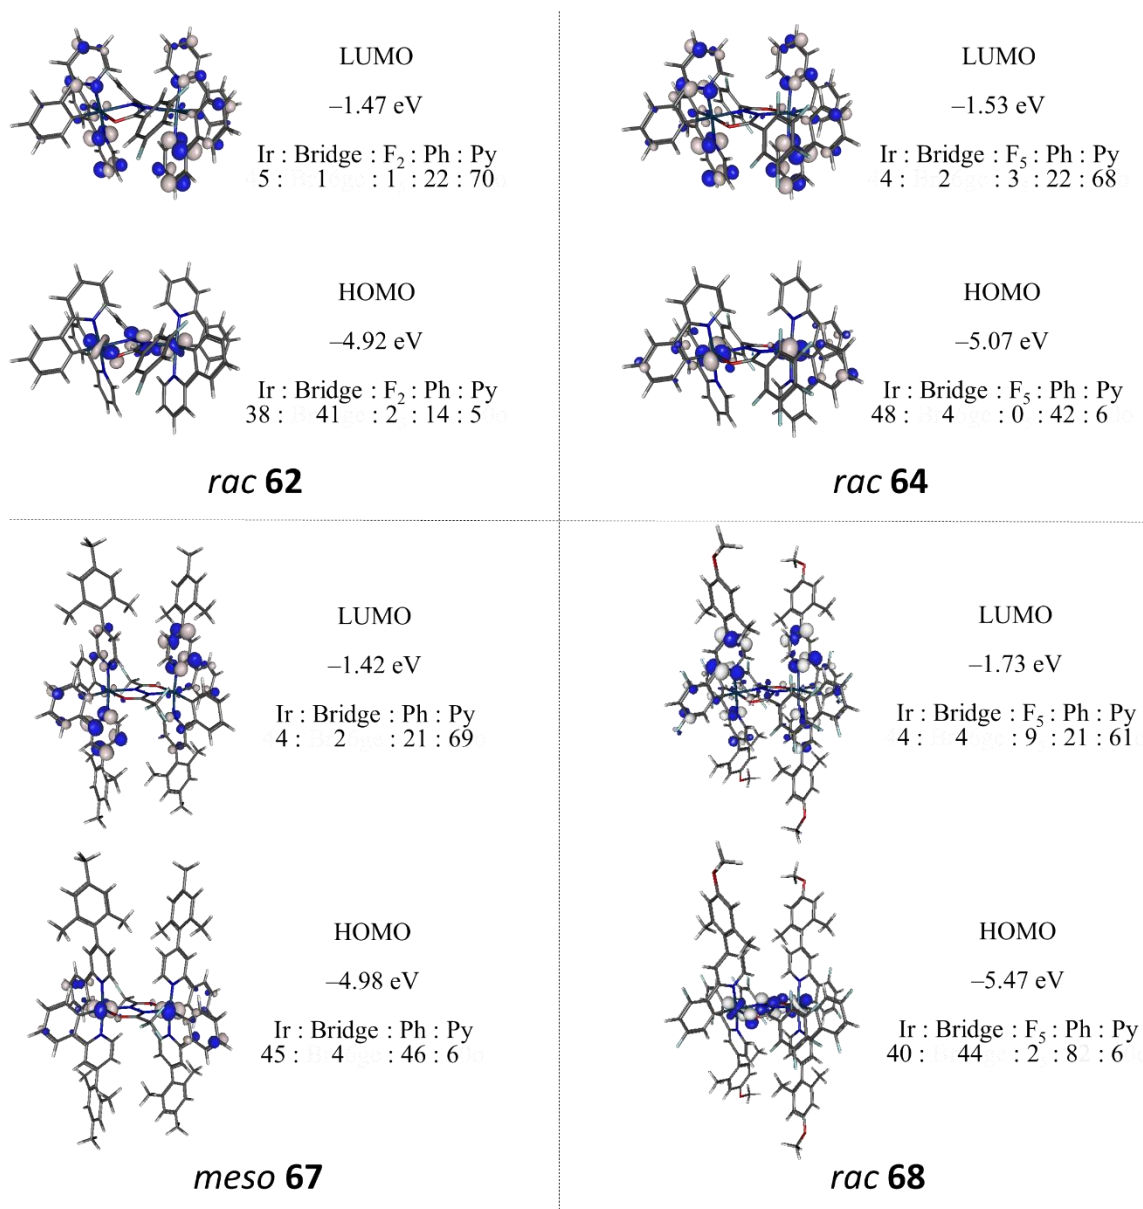 LUMO
–1.47 eV
Ir : Bridge : F₂ : Ph : Py
5 : 1 : 1 : 22 : 70
HOMO
–4.92 eV
Ir : Bridge : F₂ : Ph : Py
38 : 41 : 2 : 14 : 5
rac 62
LUMO
–1.53 eV
Ir : Bridge : F₅ : Ph : Py
4 : 2 : 3 : 22 : 68
HOMO
–5.07 eV
Ir : Bridge : F₅ : Ph : Py
48 : 4 : 0 : 42 : 6
rac 64
LUMO
–1.42 eV
Ir : Bridge : Ph : Py
4 : 2 : 21 : 69
HOMO
–4.98 eV
Ir : Bridge : Ph : Py
45 : 4 : 46 : 6
meso 67
LUMO
–1.73 eV
Ir : Bridge : F₅ : Ph : Py
4 : 4 : 9 : 21 : 61
HOMO
–5.47 eV
Ir : Bridge : F₅ : Ph : Py
40 : 44 : 2 : 82 : 6
rac 68